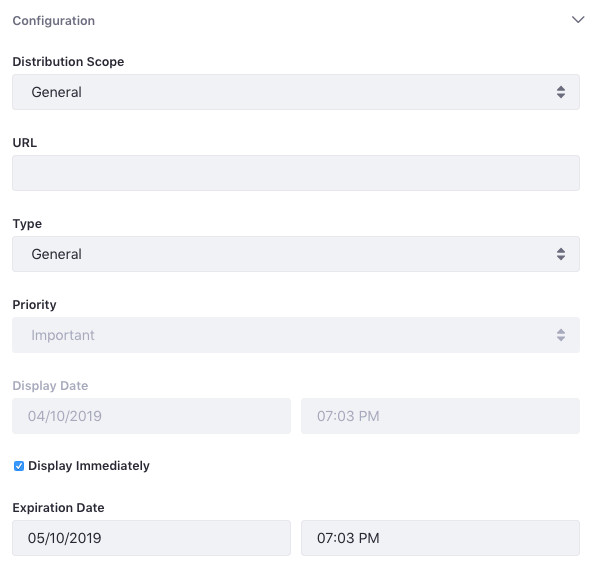 Configuration
Distribution Scope
General
URL
Type
General
Priority
Important
Display Date
04/10/2019 07:03 PM
Display Immediately
Expiration Date
05/10/2019 07:03 PM